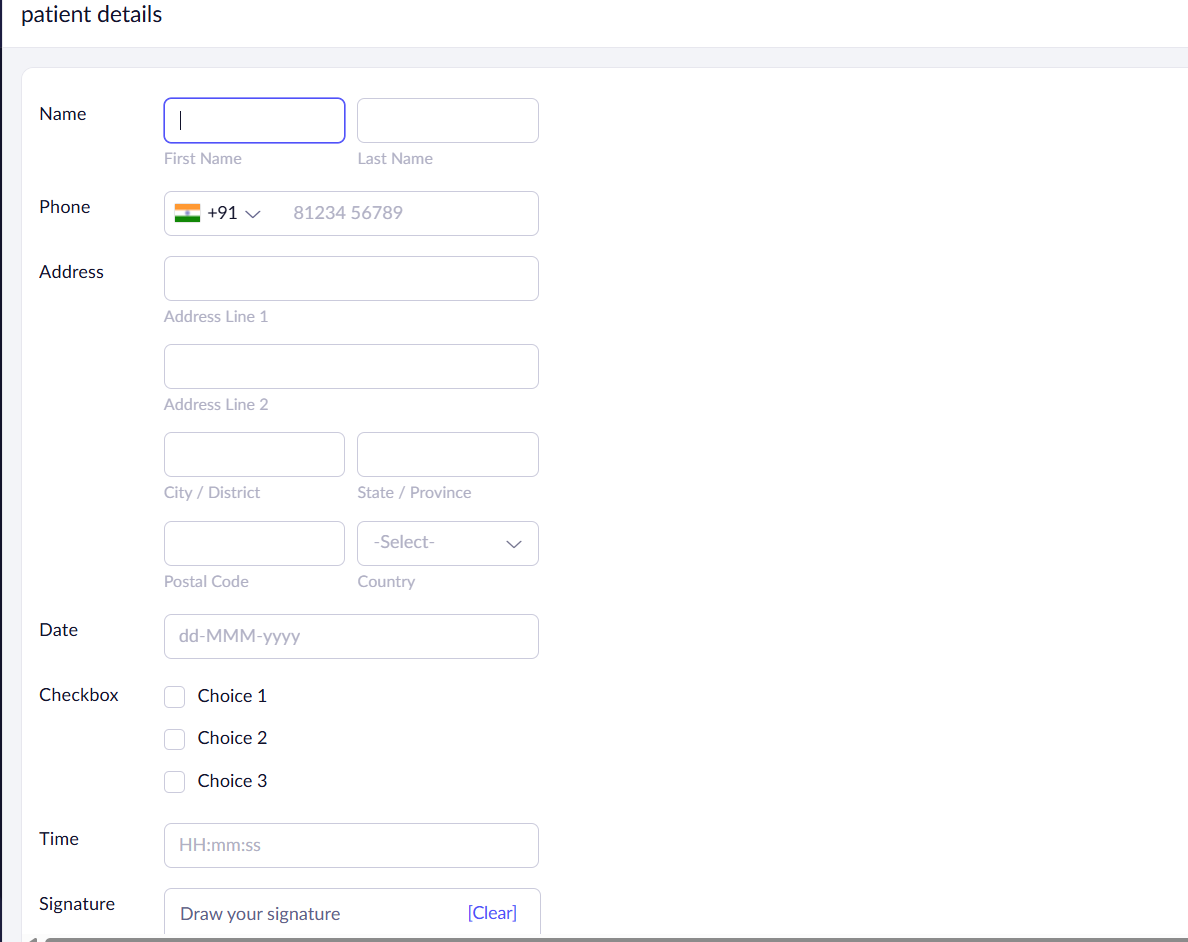 patient details
Name
First Name Last Name
Phone +91 81234 56789
Address
Address Line 1
Address Line 2
City / District State / Province
-Select-
Postal Code Country
Date dd-MMM-yyyy
Checkbox Choice 1
Choice 2
Choice 3
Time HH:mm:ss
Signature Draw your signature [Clear]